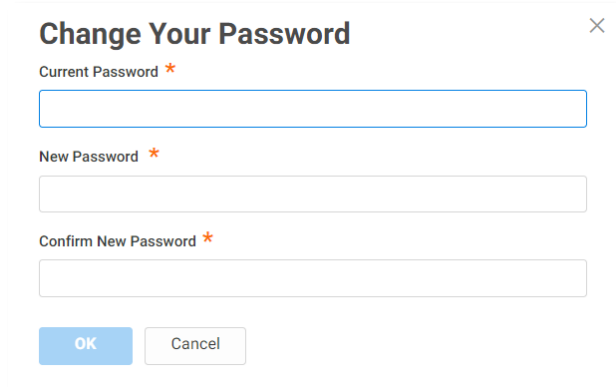 Change Your Password
Current Password *
New Password *
Confirm New Password *
OK Cancel